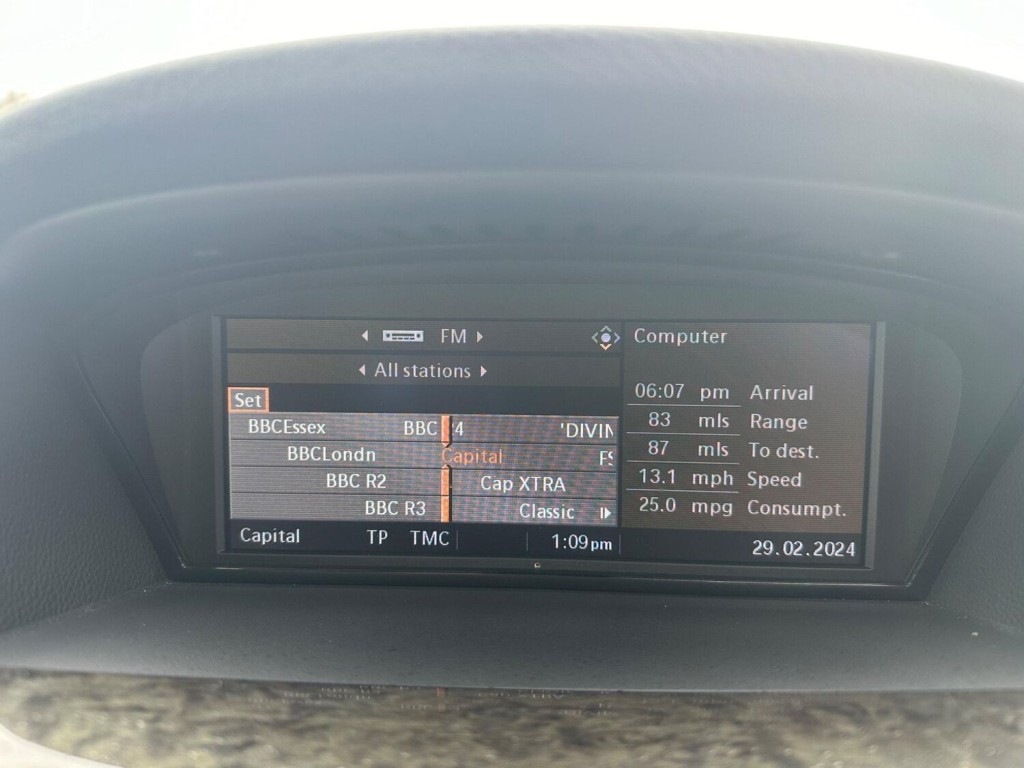 FM
All stations
Set
BBCEssex BBC R4 'DIVIN
BBCLondn Capital FS
BBC R2 Cap XTRA
BBC R3 Classic
Capital TP TMC 1:09pm
Computer
06:07 pm Arrival
83 mls Range
87 mls To dest.
13.1 mph Speed
25.0 mpg Consumpt.
29.02.2024